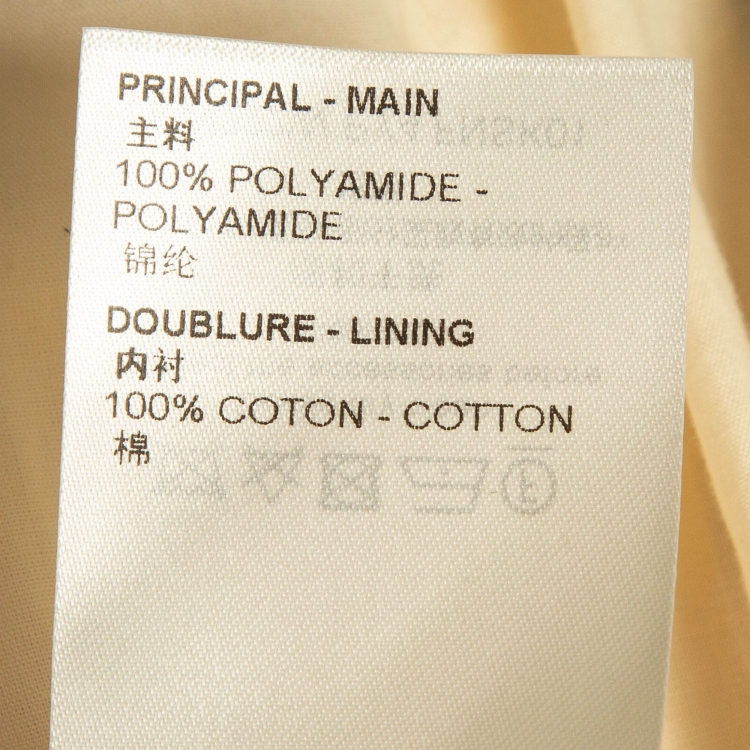 PRINCIPAL - MAIN
主料
100% POLYAMIDE -
POLYAMIDE
锦纶
DOUBLURE - LINING
内衬
100% COTON - COTTON
棉